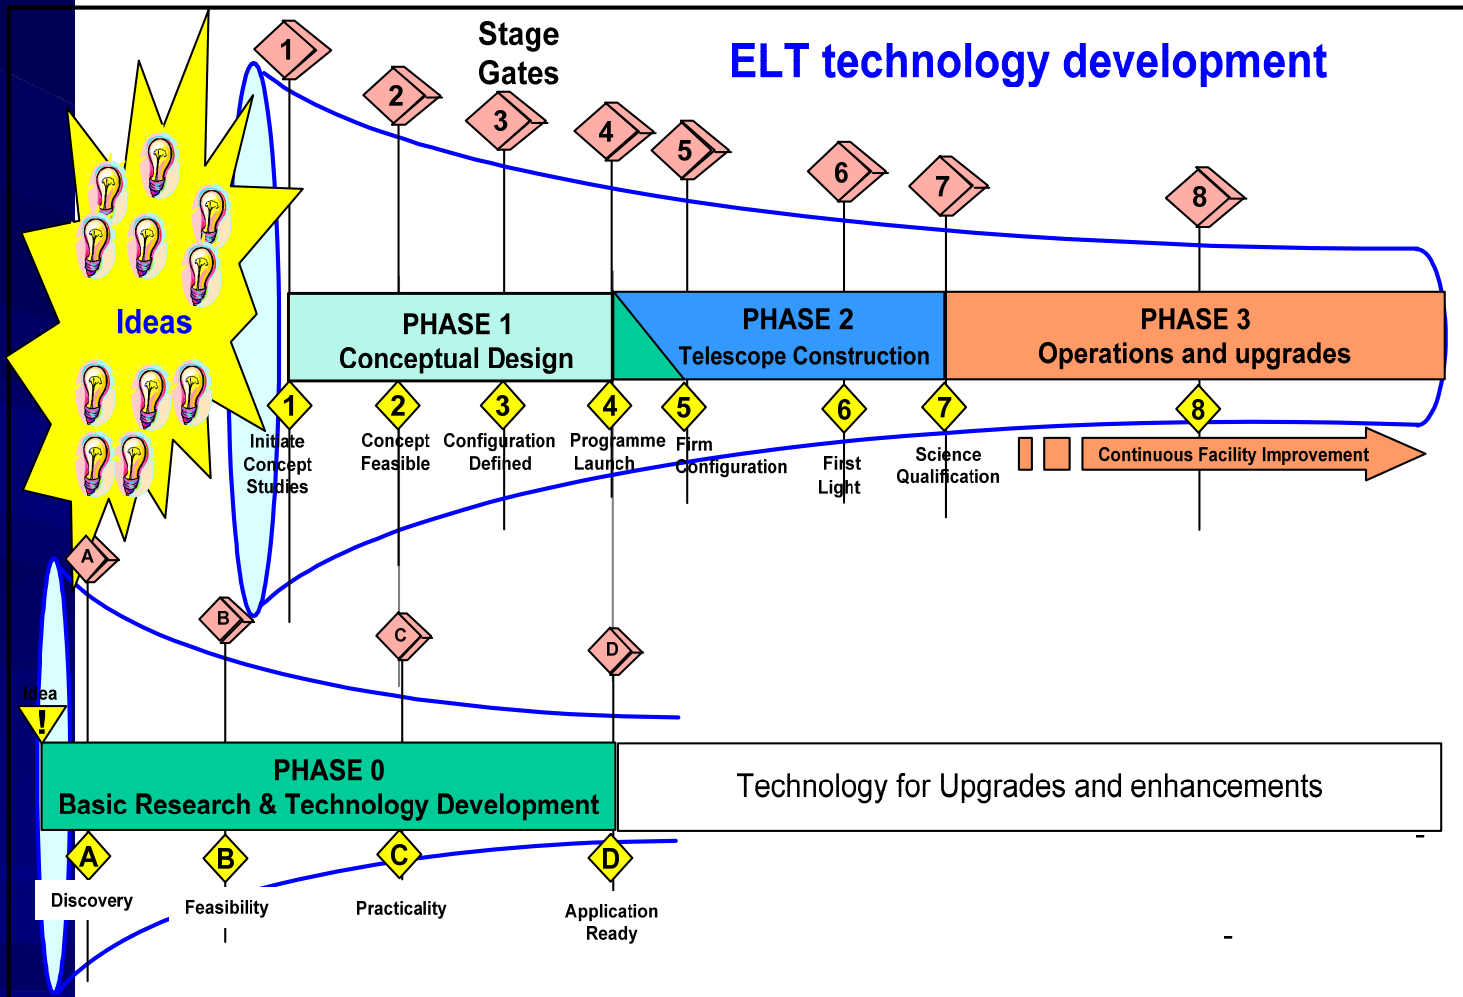 Stage
Gates
ELT technology development
1
2
3
4
5
6
7
8
Ideas
PHASE 1
Conceptual Design
PHASE 2
Telescope Construction
PHASE 3
Operations and upgrades
1
2
3
4
5
6
7
8
Initiate
Concept
Studies
Concept
Feasible
Configuration
Defined
Programme
Launch
Firm
Configuration
First
Light
Science
Qualification
Continuous Facility Improvement
A
B
C
D
Idea
!
PHASE 0
Basic Research & Technology Development
Technology for Upgrades and enhancements
A
B
C
D
Discovery
Feasibility
Practicality
Application
Ready